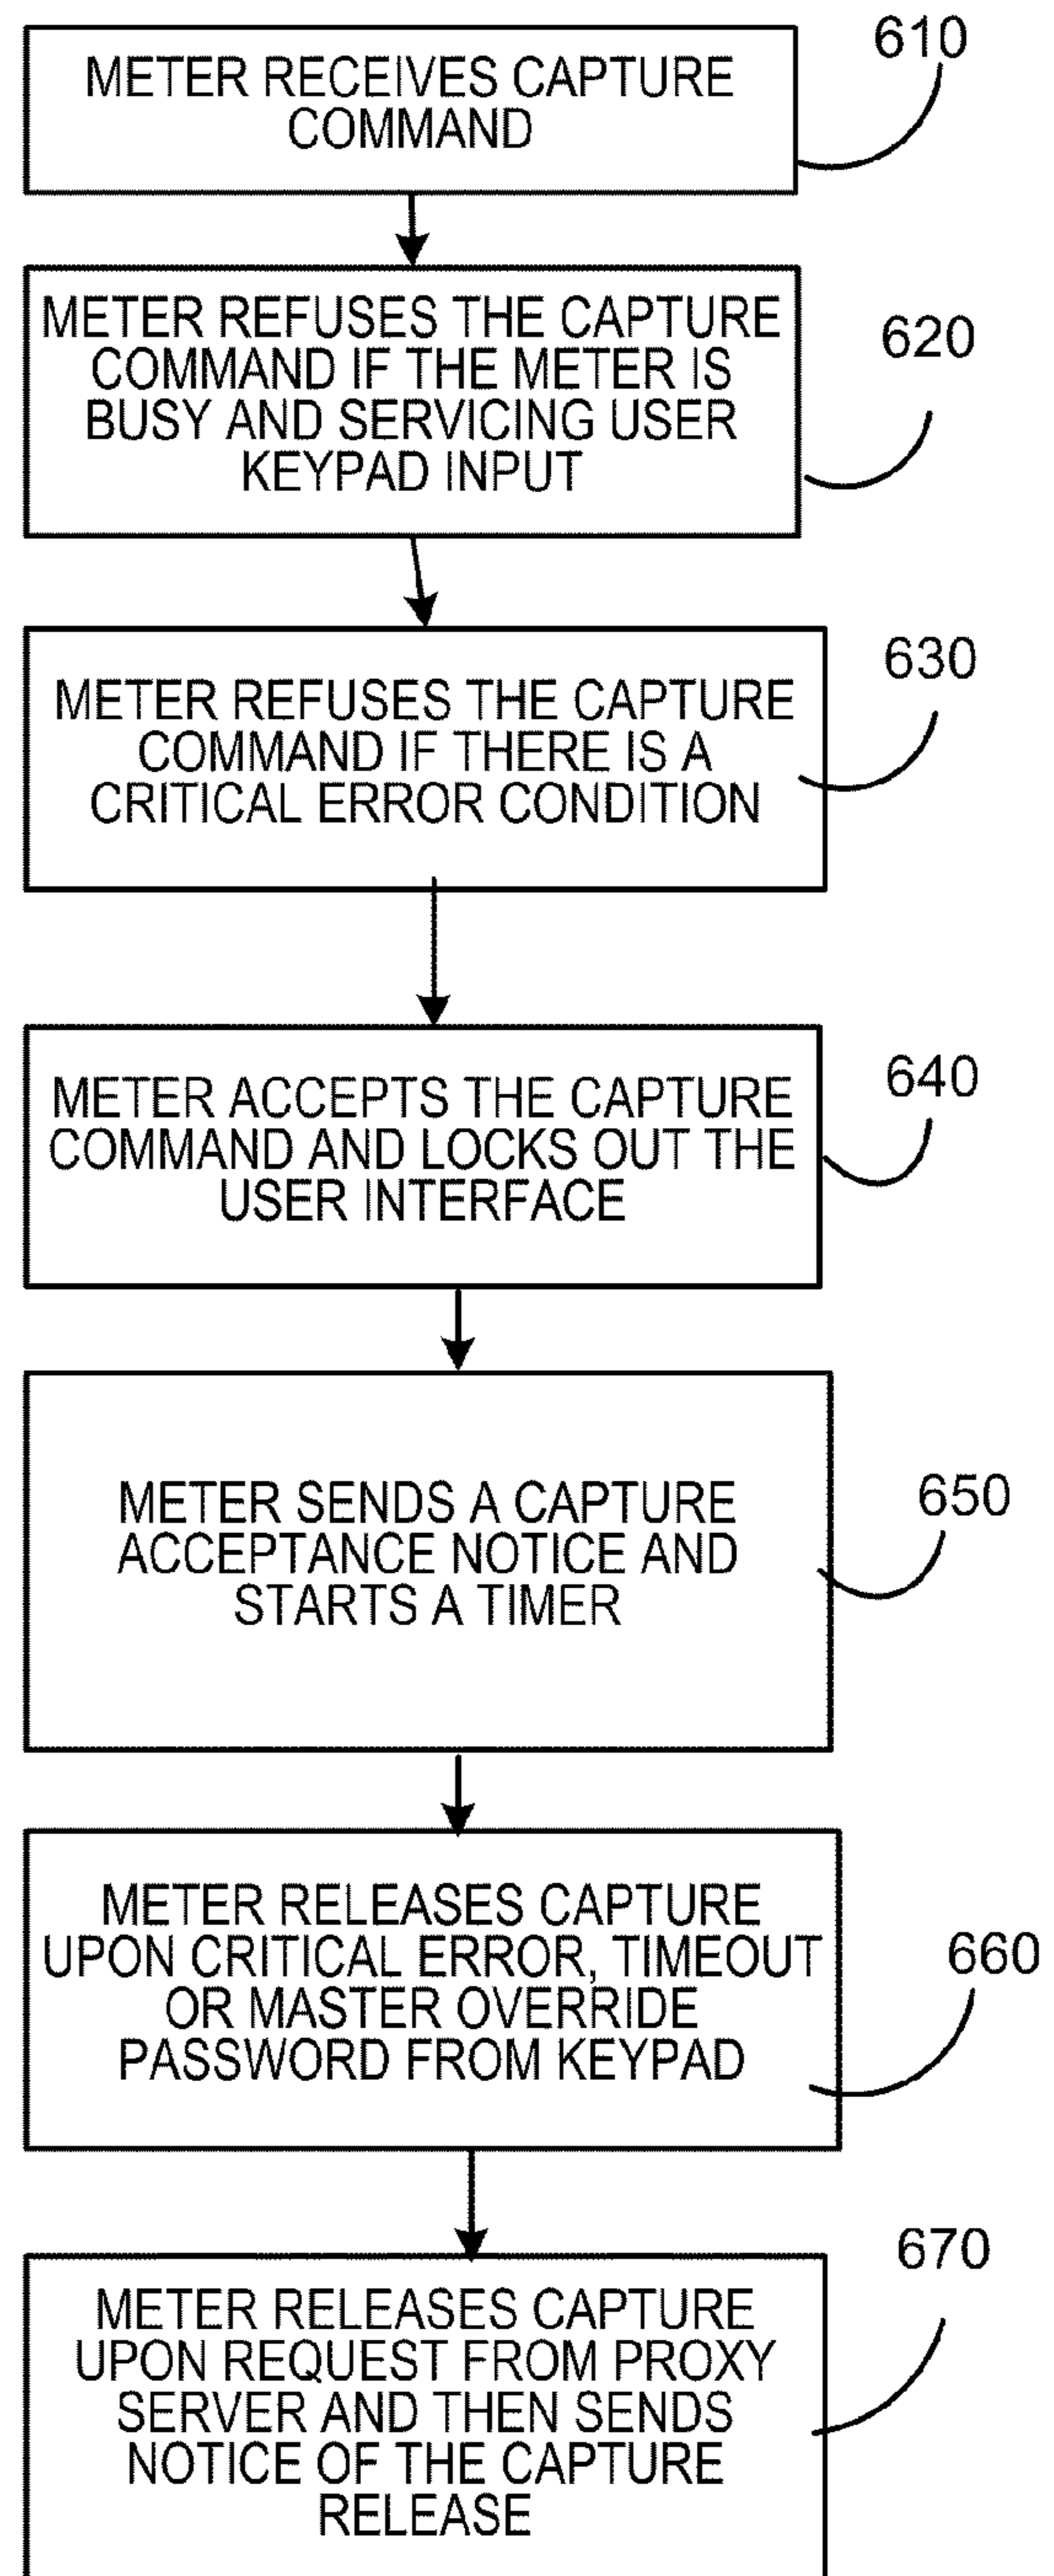 METER RECEIVES CAPTURE
COMMAND
610
METER REFUSES THE CAPTURE
COMMAND IF THE METER IS
BUSY AND SERVICING USER
KEYPAD INPUT
620
METER REFUSES THE CAPTURE
COMMAND IF THERE IS A
CRITICAL ERROR CONDITION
630
METER ACCEPTS THE CAPTURE
COMMAND AND LOCKS OUT THE
USER INTERFACE
640
METER SENDS A CAPTURE
ACCEPTANCE NOTICE AND
STARTS A TIMER
650
METER RELEASES CAPTURE
UPON CRITICAL ERROR, TIMEOUT
OR MASTER OVERRIDE
PASSWORD FROM KEYPAD
660
METER RELEASES CAPTURE
UPON REQUEST FROM PROXY
SERVER AND THEN SENDS
NOTICE OF THE CAPTURE
RELEASE
670